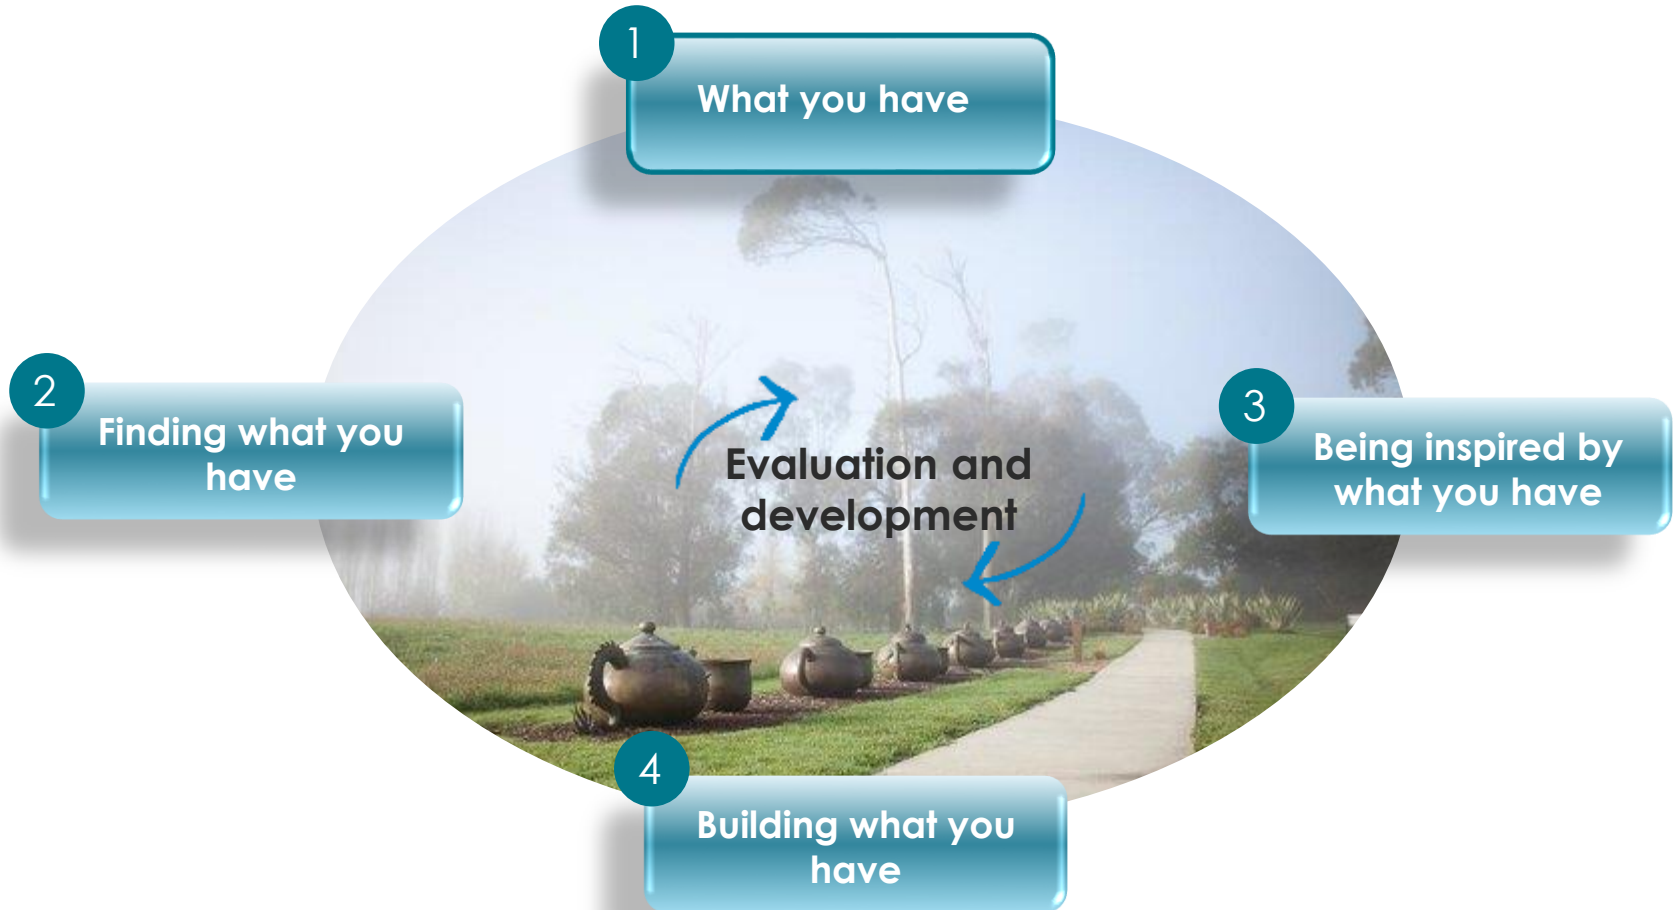 1
What you have
2
Finding what you
have
3
Being inspired by
what you have
Evaluation and
development
4
Building what you
have